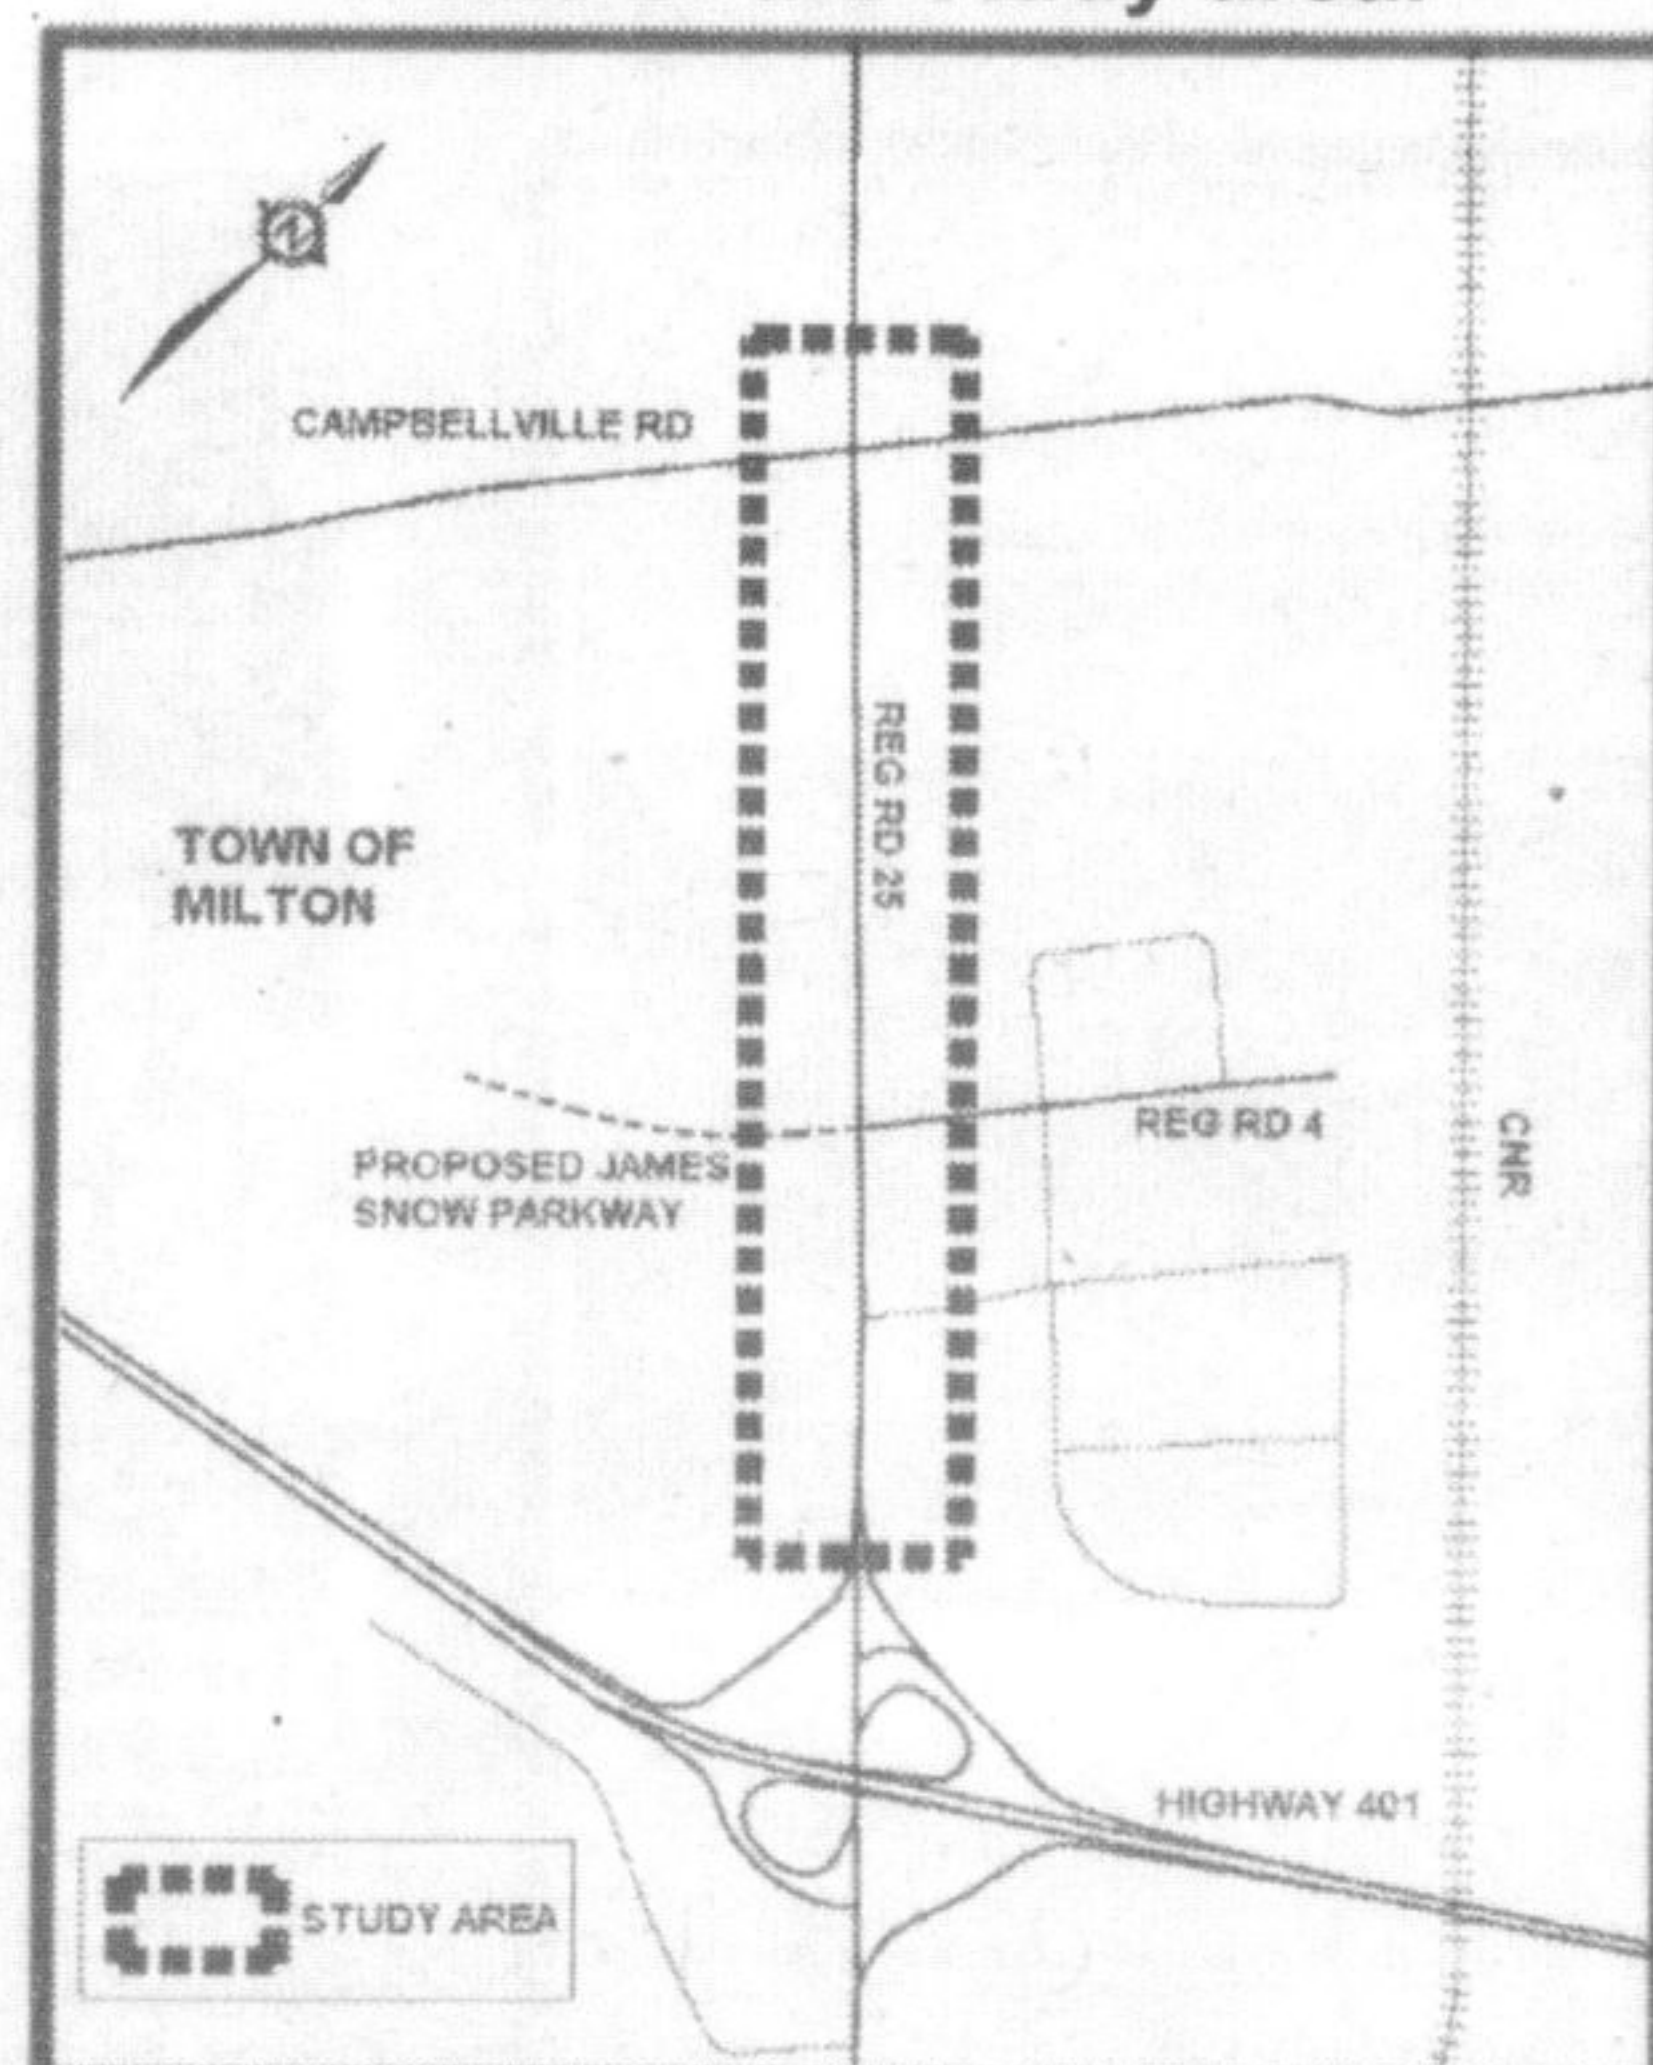 CAMPBELLVILLE RD
REG RD 25
TOWN OF
MILTON
REG RD 4
CNR
PROPOSED JAMES
SNOW PARKWAY
HIGHWAY 401
STUDY AREA